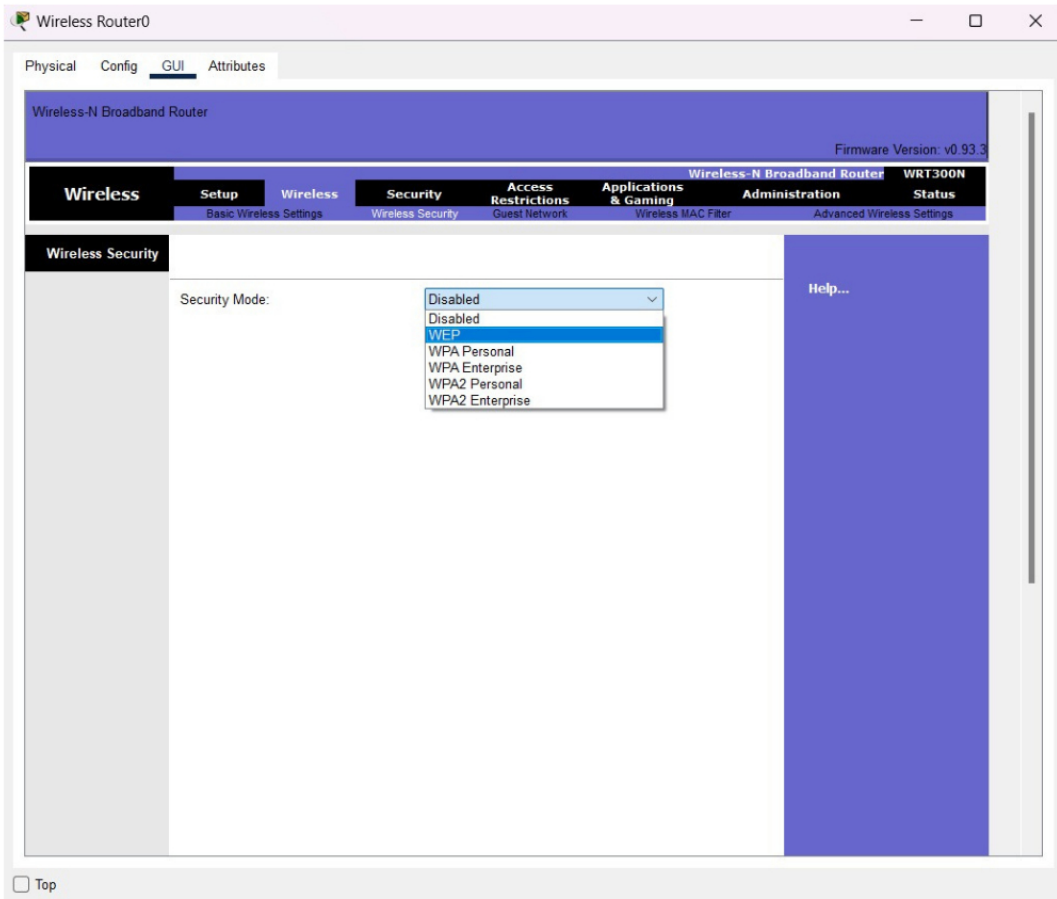 Wireless Router0
Physical Config GUI Attributes
Wireless-N Broadband Router
Firmware Version: v0.93.3
Wireless-N Broadband Router WRT300N
Wireless Setup Wireless Security Access Restrictions Applications & Gaming Administration Status
Basic Wireless Settings Wireless Security Guest Network Wireless MAC Filter Advanced Wireless Settings
Wireless Security
Help...
Security Mode: Disabled
Disabled
WEP
WPA Personal
WPA Enterprise
WPA2 Personal
WPA2 Enterprise
Top